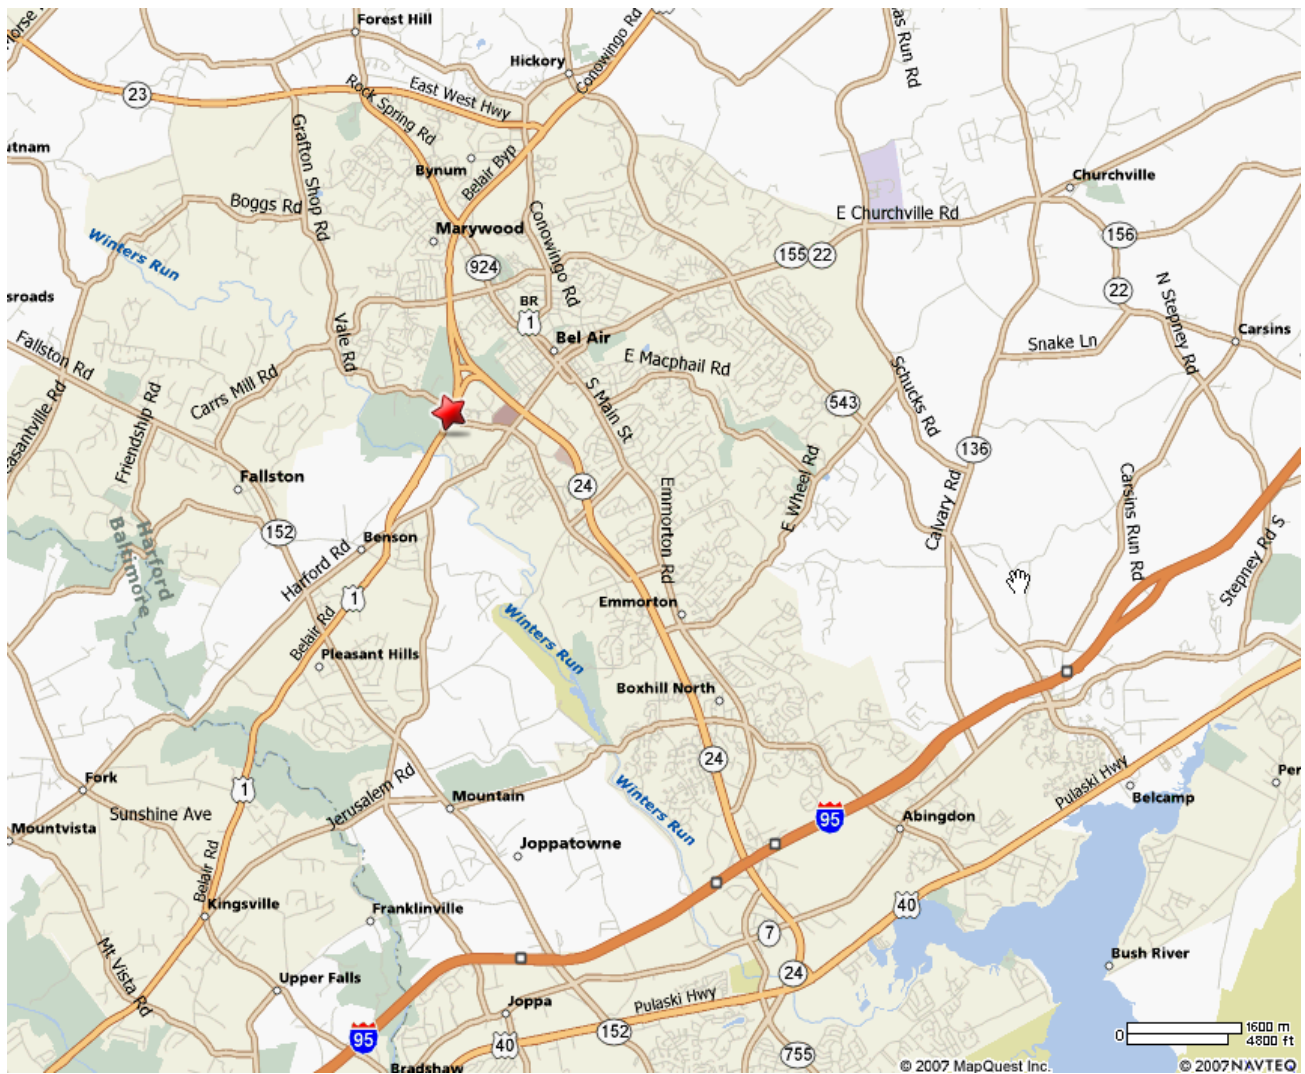 Forest Hill
Conowingo Rd
Hickory
23
Rock Spring Rd
East West Hwy
Grafton Shop Rd
Bynum
Belair Byp
Churchville
Boggs Rd
E Churchville Rd
Conowingo Rd
Marywood
Winters Run
156
924
155
22
BR
1
22
N Stepney Rd
Vale Rd
Bel Air
Carsins
Snake Ln
Fallston Rd
E Macphail Rd
Carrs Mill Rd
Friendship Rd
S Main St
Schucks Rd
543
136
Fallston
24
E Wheel Rd
Emmorton Rd
Calvary Rd
Carsins Run Rd
Harford
Baltimore
152
Benson
Harford Rd
Stepney Rd S
1
Emmorton
Winters Run
Belair Rd
Pleasant Hills
Boxhill North
24
Fork
1
Jerusalem Rd
Mountain
Winters Run
Pulaski Hwy
Belcamp
Sunshine Ave
Mountvista
95
Abingdon
Joppatowne
Belair Rd
Kingsville
Franklinville
40
7
Mt Vista Rd
Bush River
Upper Falls
24
Joppa
Pulaski Hwy
95
40
152
755
Bradshaw
0
1600 m
4800 ft
© 2007 MapQuest Inc.
© 2007 NAVTEQ